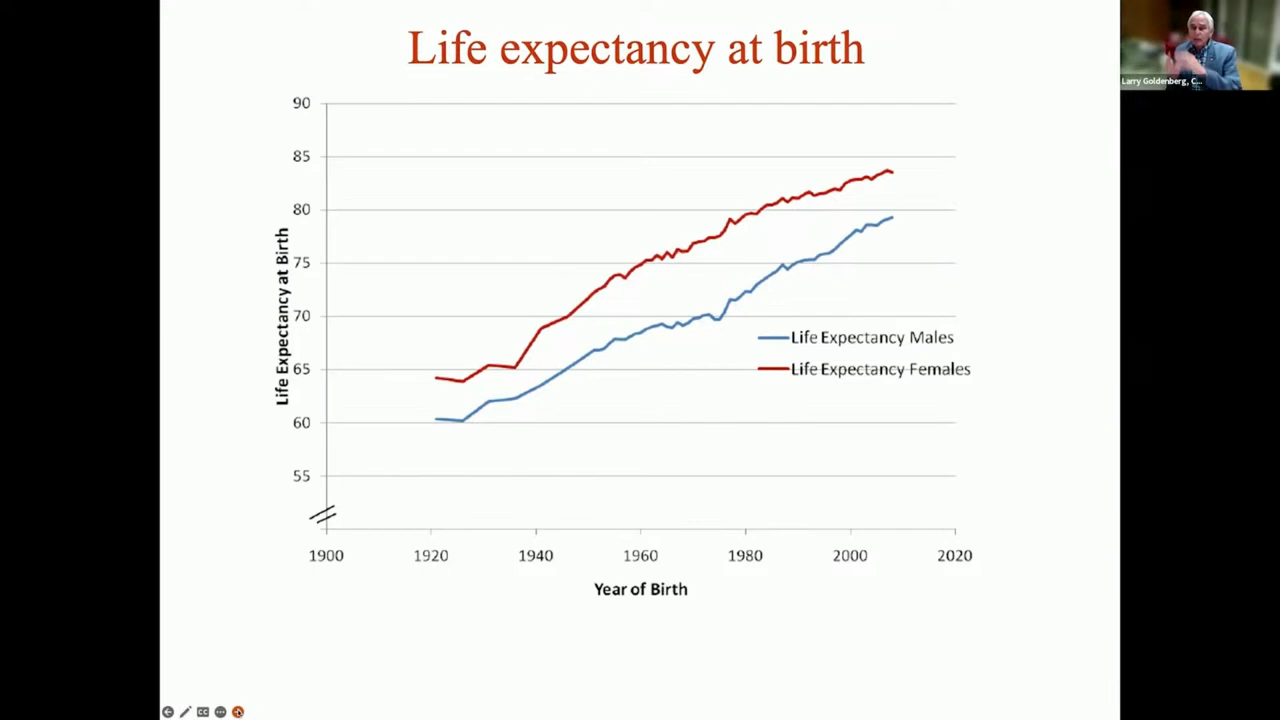 Life expectancy at birth
Larry Goldenberg, C...
90
85
80
75
70
65
60
55
Life Expectancy at Birth
Life Expectancy Males
Life Expectancy Females
1900 1920 1940 1960 1980 2000 2020
Year of Birth
CC